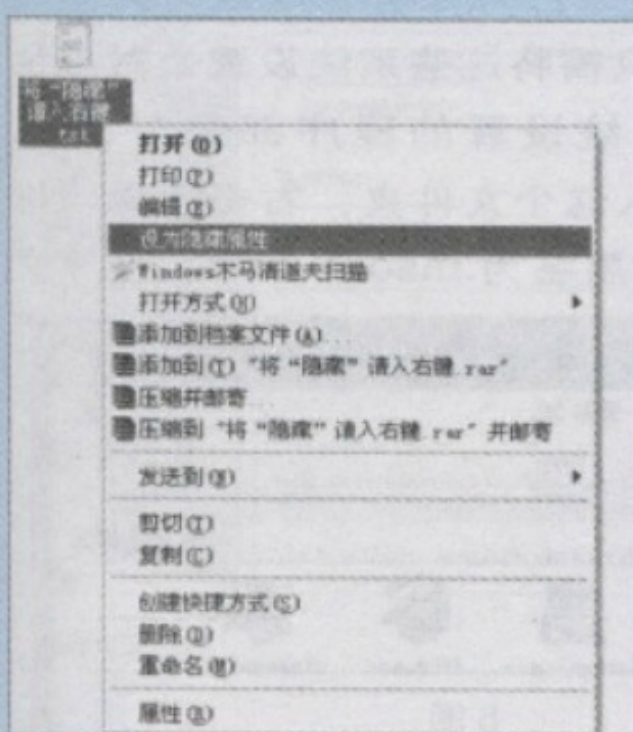 将“隐藏”
请入右键
.txt
打开(O)
打印(P)
编辑(E)
设为隐藏属性
Windows木马清道夫扫描
打开方式(H)
添加到档案文件(A)...
添加到(T) "将“隐藏”请入右键.rar"
压缩并邮寄
压缩到 "将“隐藏”请入右键.rar" 并邮寄
发送到(N)
剪切(T)
复制(C)
创建快捷方式(S)
删除(D)
重命名(M)
属性(R)